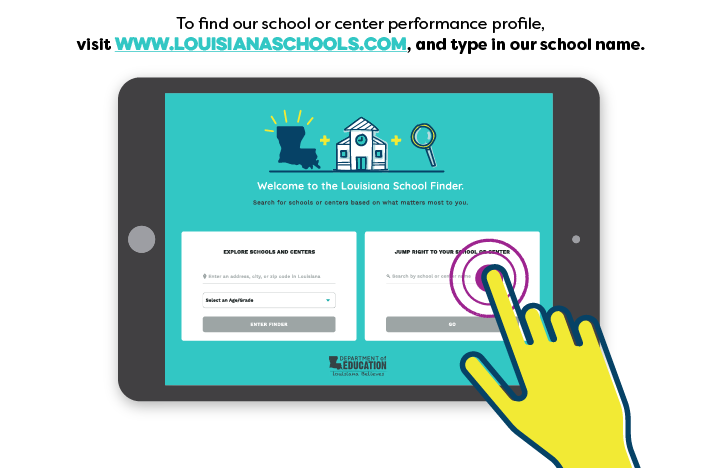 To find our school or center performance profile,
visit WWW.LOUISIANASCHOOLS.COM, and type in our school name.
Welcome to the Louisiana School Finder.
Search for schools or centers based on what matters most to you.
EXPLORE SCHOOLS AND CENTERS
Enter an address, city, or zip code in Louisiana
Select an Age/Grade
ENTER FINDER
JUMP RIGHT TO YOUR SCHOOL OR CENTER
Search by school or center name
GO
DEPARTMENT of
EDUCATION
Louisiana Believes